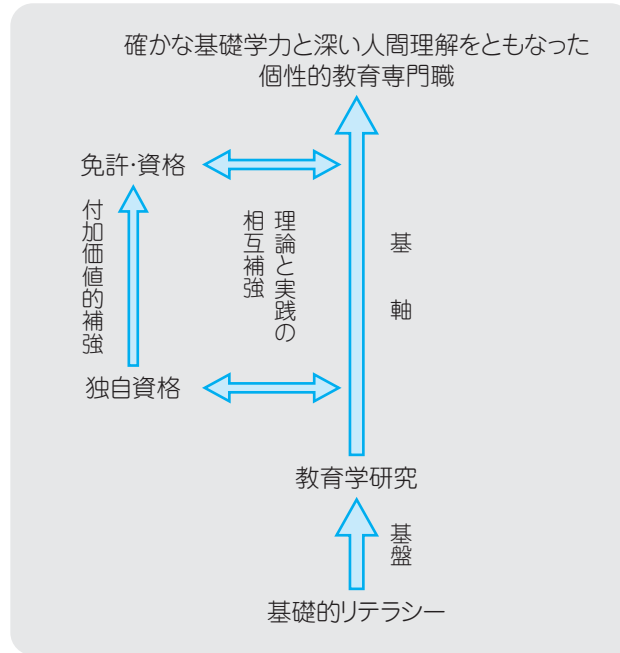 確かな基礎学力と深い人間理解をともなった
個性的教育専門職
免許・資格
付加価値的補強
理論と実践の
相互補強
基軸
独自資格
教育学研究
基盤
基礎的リテラシー